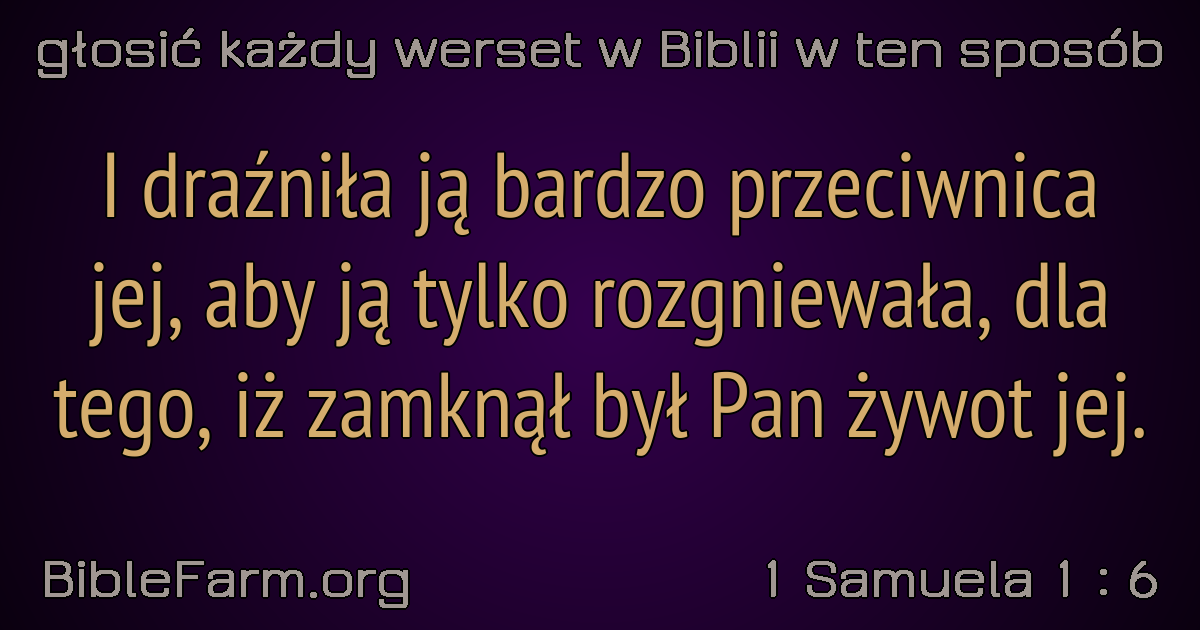 głosić każdy werset w Biblii w ten sposób
I draźniła ją bardzo przeciwnica
jej, aby ją tylko rozgniewała, dla
tego, iż zamknął był Pan żywot jej.
BibleFarm.org
1 Samuela 1 : 6